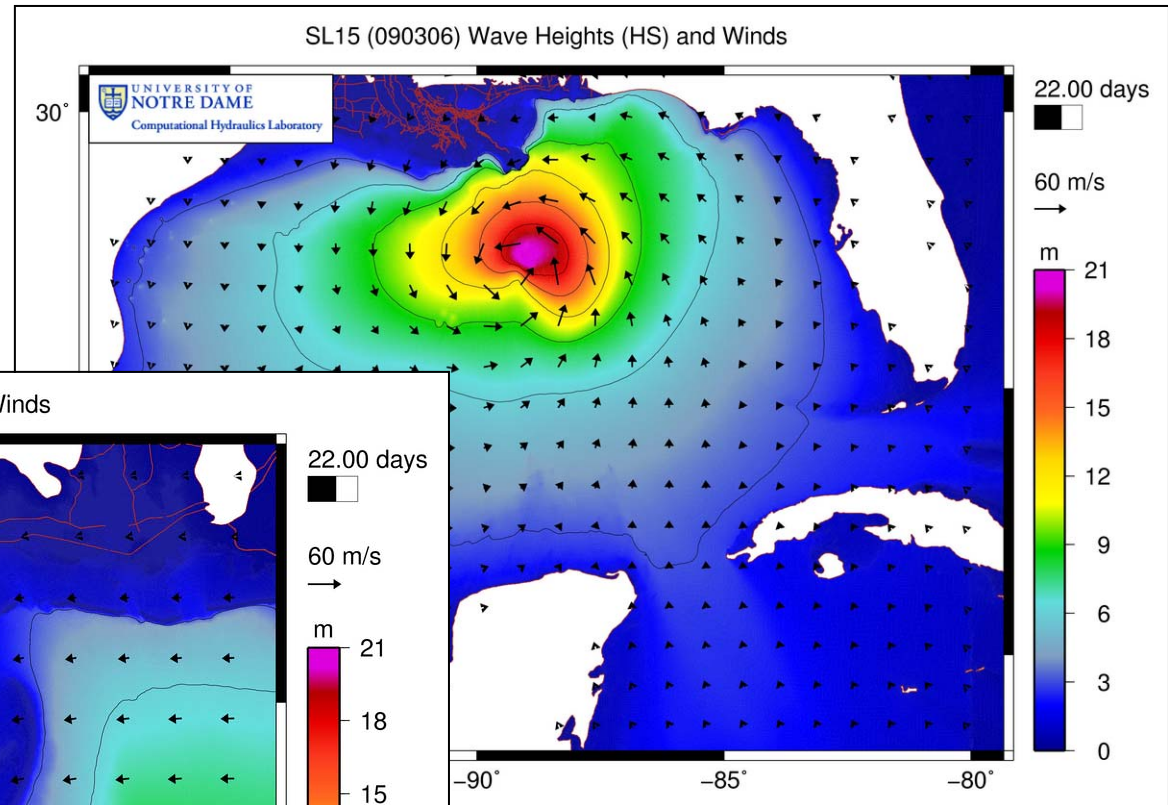 SL15 (090306) Wave Heights (HS) and Winds
UNIVERSITY OF
NOTRE DAME
Computational Hydraulics Laboratory
30°
22.00 days
60 m/s
m
21
18
15
12
9
6
3
0
−90°
−85°
−80°
Winds
22.00 days
60 m/s
m
21
18
15